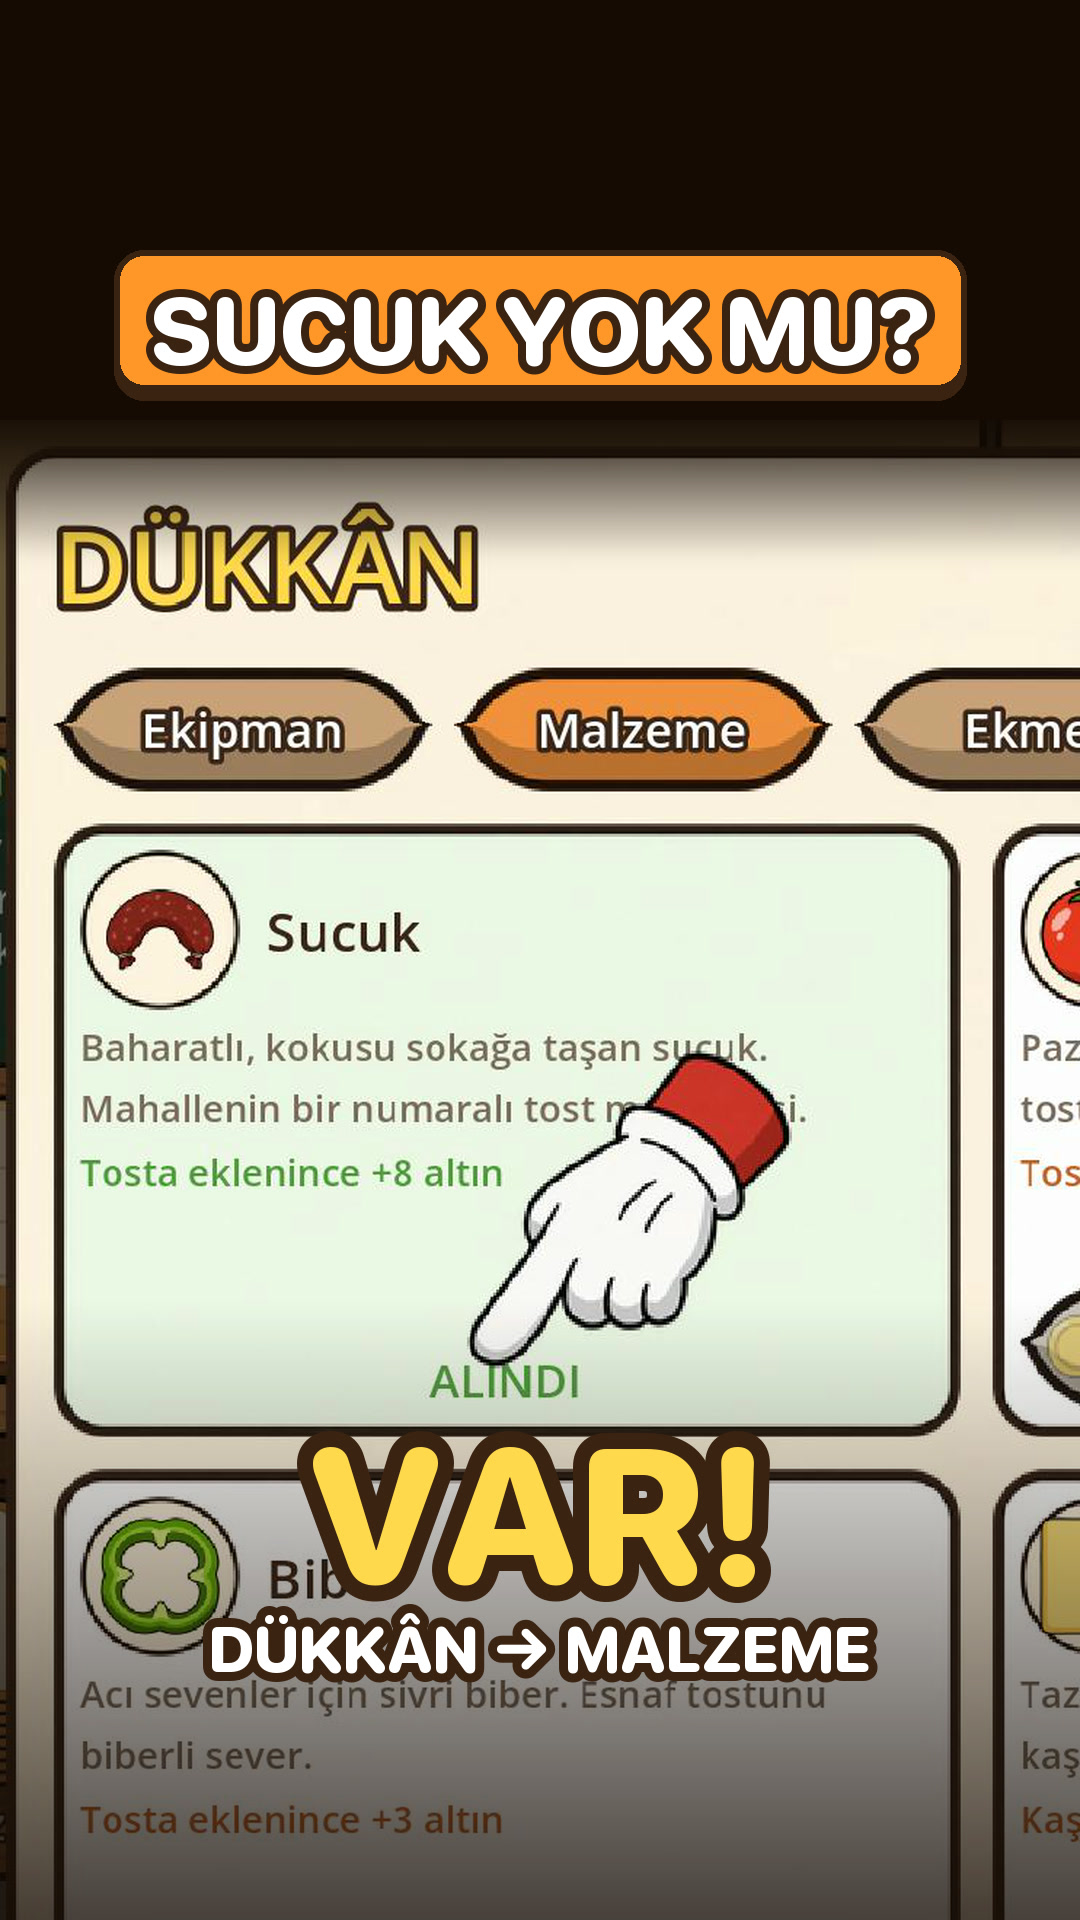 SUCUK YOK MU?
DÜKKÂN
Ekipman
Malzeme
Sucuk
Baharatlı, kokusu sokağa taşan sucuk.
Mahallenin bir numaralı tost
Tosta eklenince +8 altın
ALINDI
VAR!
DÜKKÂN → MALZEME
Acı sevenler için sivri biber. Esnaf tostunu
biberli sever.
Tosta eklenince +3 altın